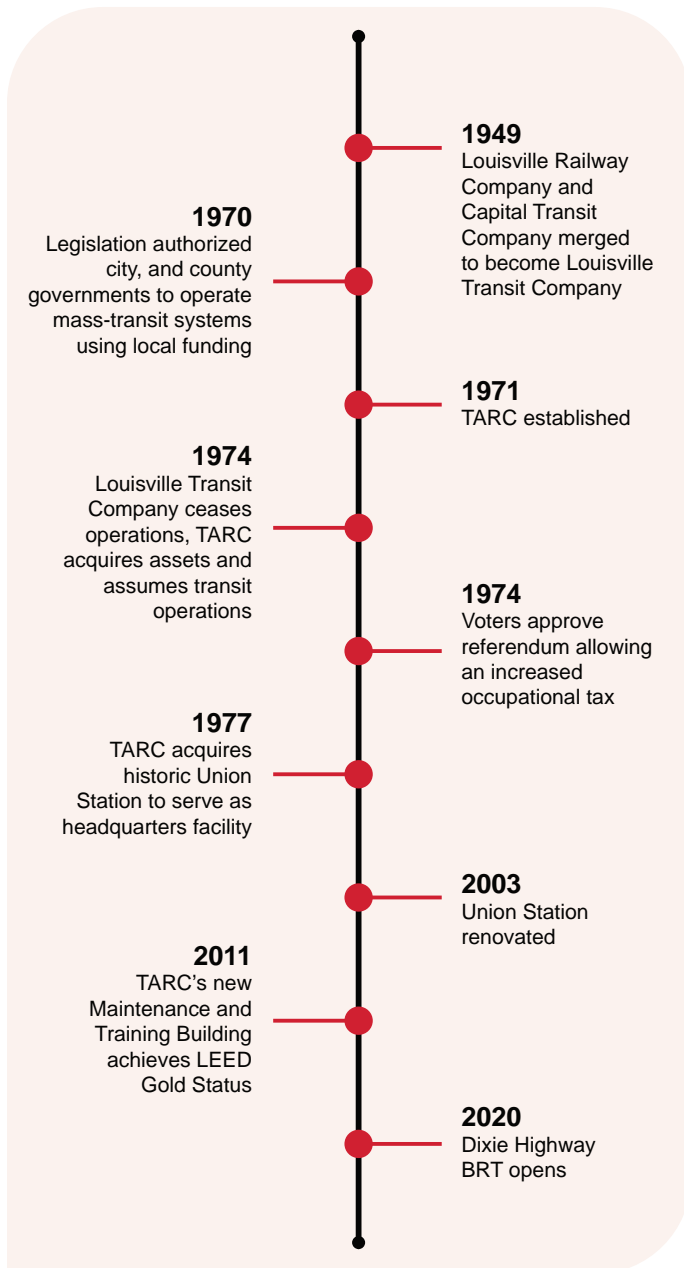 1949
Louisville Railway
Company and
Capital Transit
Company merged
to become Louisville
Transit Company
1970
Legislation authorized
city, and county
governments to operate
mass-transit systems
using local funding
1971
TARC established
1974
Louisville Transit
Company ceases
operations, TARC
acquires assets and
assumes transit
operations
1974
Voters approve
referendum allowing
an increased
occupational tax
1977
TARC acquires
historic Union
Station to serve as
headquarters facility
2003
Union Station
renovated
2011
TARC’s new
Maintenance and
Training Building
achieves LEED
Gold Status
2020
Dixie Highway
BRT opens